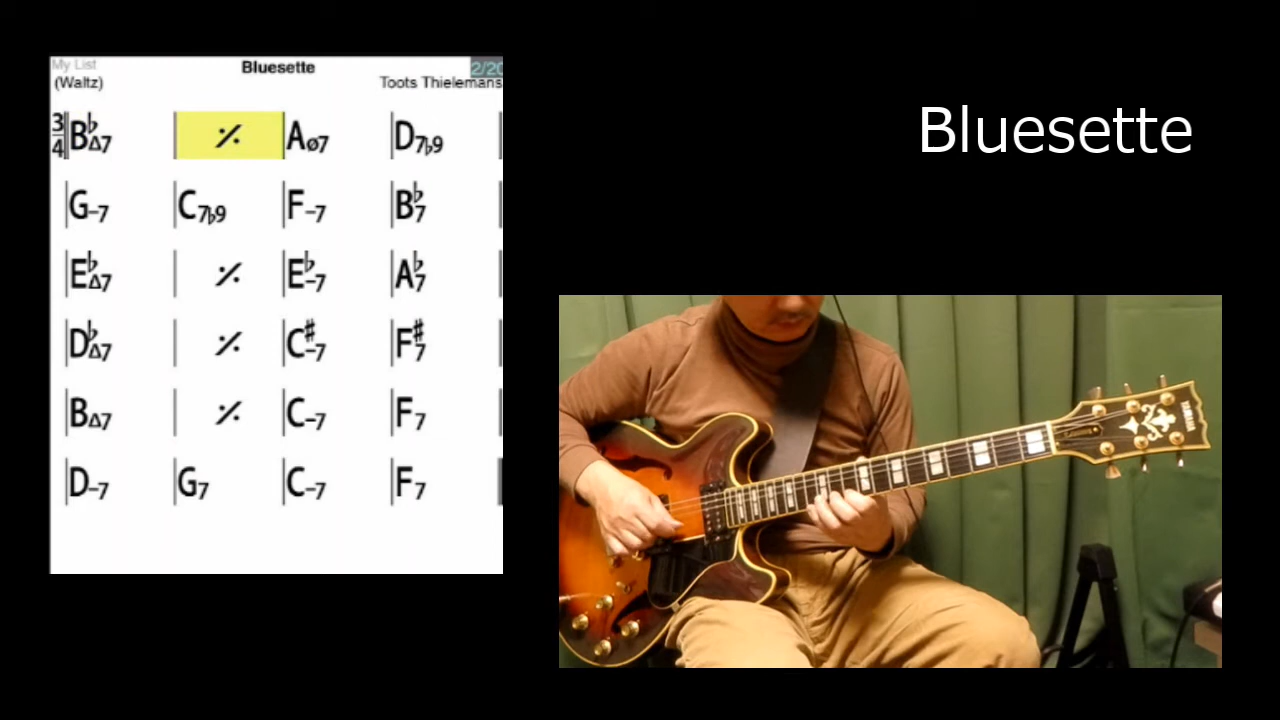 My List
Bluesette
2/20
(Waltz)
Toots Thielemans
3/4 B♭Δ7 | 𝄎 | Aø7 | D7♭9
G-7 | C7♭9 | F-7 | B♭7
E♭Δ7 | 𝄎 | E♭-7 | A♭7
D♭Δ7 | 𝄎 | C♯-7 | F♯7
BΔ7 | 𝄎 | C-7 | F7
D-7 | G7 | C-7 | F7
Bluesette
YAMAHA